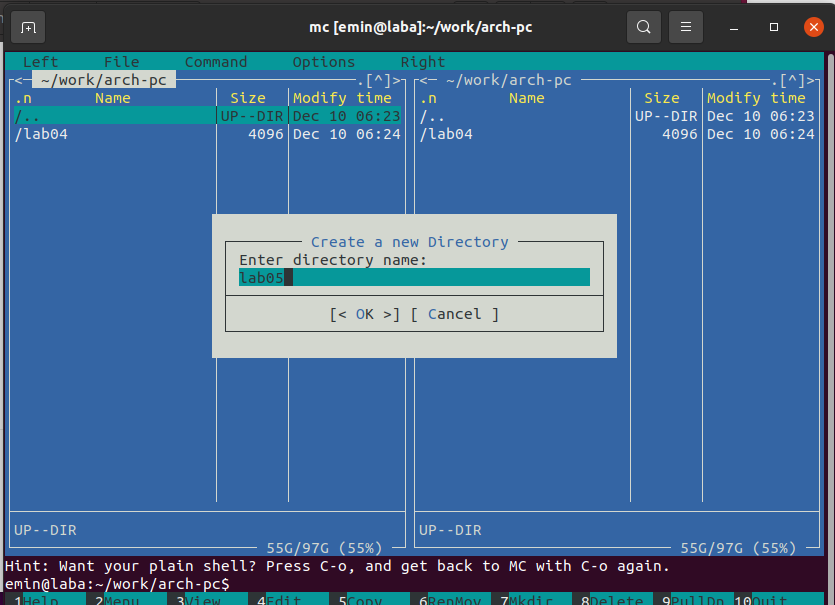 mc [emin@laba]:~/work/arch-pc
Left File Command Options Right
<─ ~/work/arch-pc .[^]> <─ ~/work/arch-pc .[^]>
.n Name Size Modify time .n Name Size Modify time
/.. UP--DIR Dec 10 06:23 /.. UP--DIR Dec 10 06:23
/lab04 4096 Dec 10 06:24 /lab04 4096 Dec 10 06:24
Create a new Directory
Enter directory name:
lab05
[< OK >] [ Cancel ]
UP--DIR UP--DIR
55G/97G (55%) 55G/97G (55%)
Hint: Want your plain shell? Press C-o, and get back to MC with C-o again.
emin@laba:~/work/arch-pc$
1Help 2Menu 3View 4Edit 5Copy 6RenMov 7Mkdir 8Delete 9PullDn 10Quit